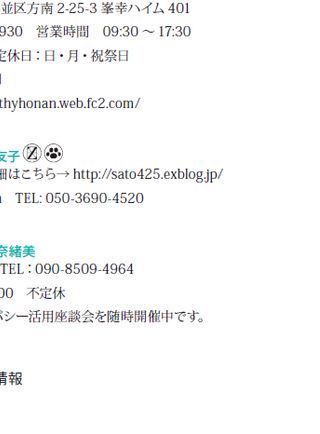 並区方南 2-25-3 峯幸ハイム 401
930　営業時間　09:30 〜 17:30
定休日：日・月・祝祭日
thyhonan.web.fc2.com/
友子 Z
細はこちら→ http://sato425.exblog.jp/
TEL: 050-3690-4520
奈緒美
TEL：090-8509-4964
00　不定休
パシー活用座談会を随時開催中です。
情報